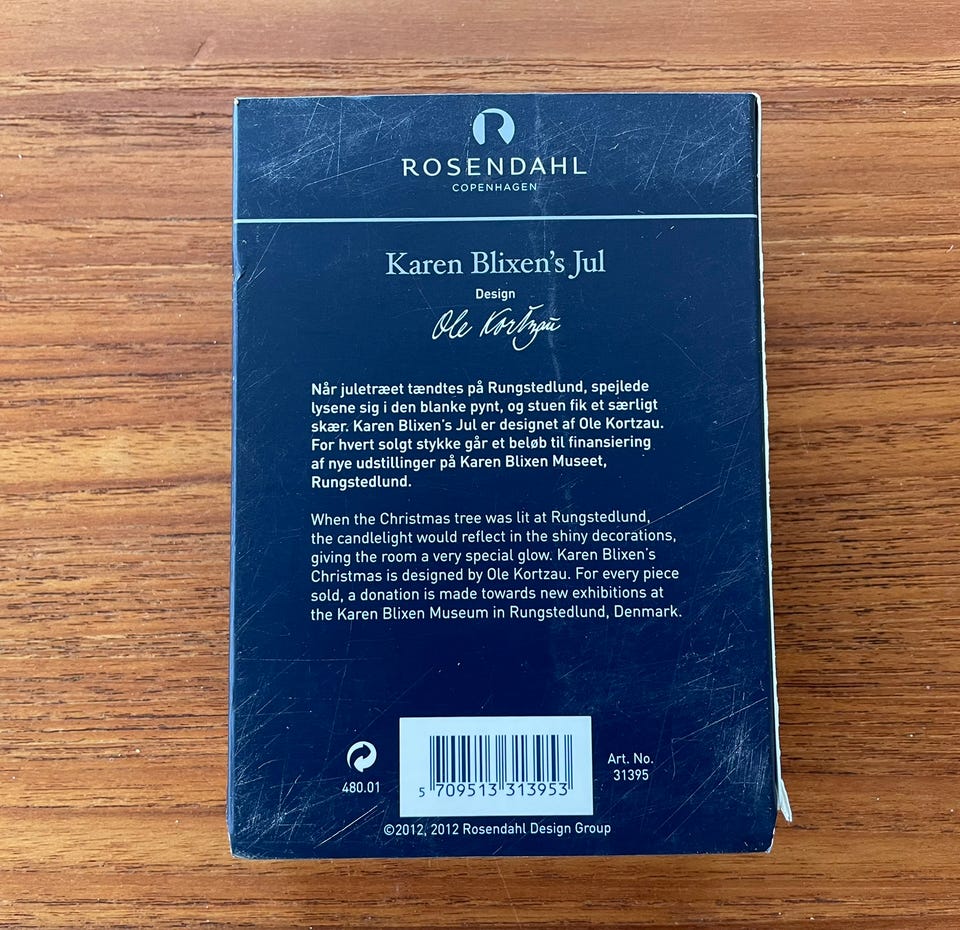 R
ROSENDAHL
COPENHAGEN
Karen Blixen's Jul
Design
Ole Kortzau
Når juletræet tændtes på Rungstedlund, spejlede
lysene sig i den blanke pynt, og stuen fik et særligt
skær. Karen Blixen's Jul er designet af Ole Kortzau.
For hvert solgt stykke går et beløb til finansiering
af nye udstillinger på Karen Blixen Museet,
Rungstedlund.
When the Christmas tree was lit at Rungstedlund,
the candlelight would reflect in the shiny decorations,
giving the room a very special glow. Karen Blixen's
Christmas is designed by Ole Kortzau. For every piece
sold, a donation is made towards new exhibitions at
the Karen Blixen Museum in Rungstedlund, Denmark.
480.01
5 709513 313953
Art. No.
31395
©2012, 2012 Rosendahl Design Group